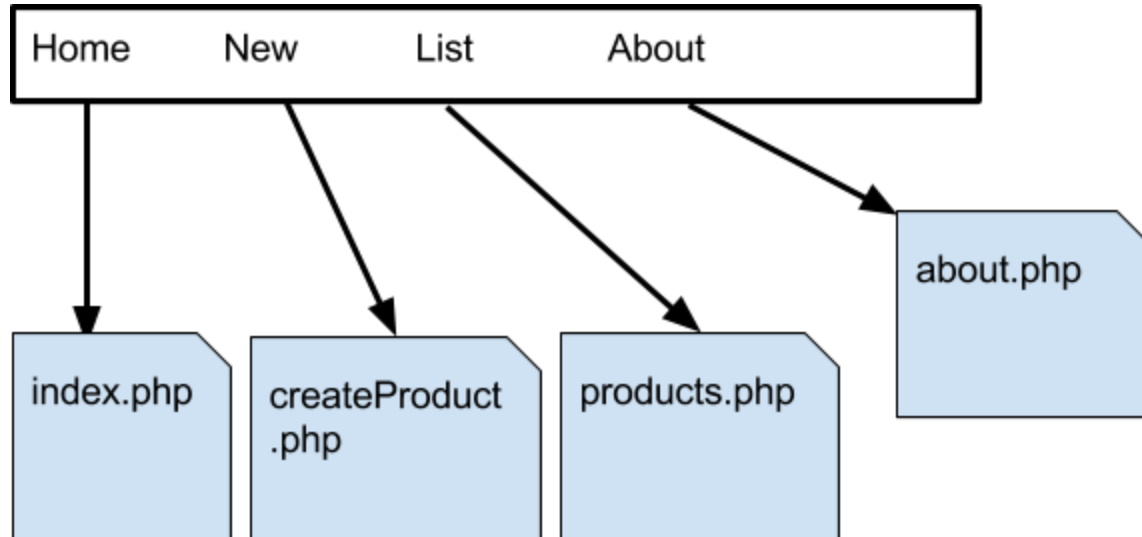 Home New List About
about.php
index.php
createProduct
.php
products.php